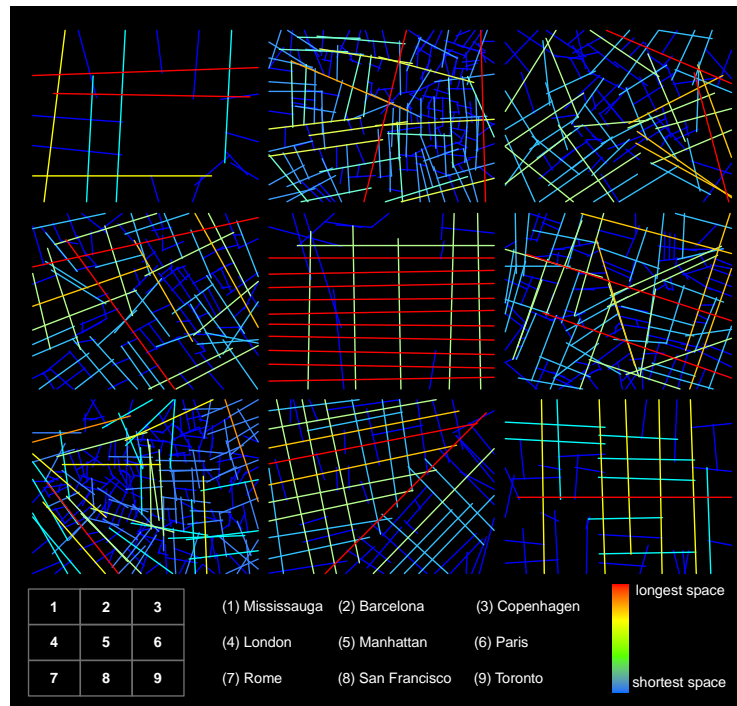 longest space
1 2 3
(1) Mississauga (2) Barcelona (3) Copenhagen
4 5 6
(4) London (5) Manhattan (6) Paris
7 8 9
(7) Rome (8) San Francisco (9) Toronto
shortest space